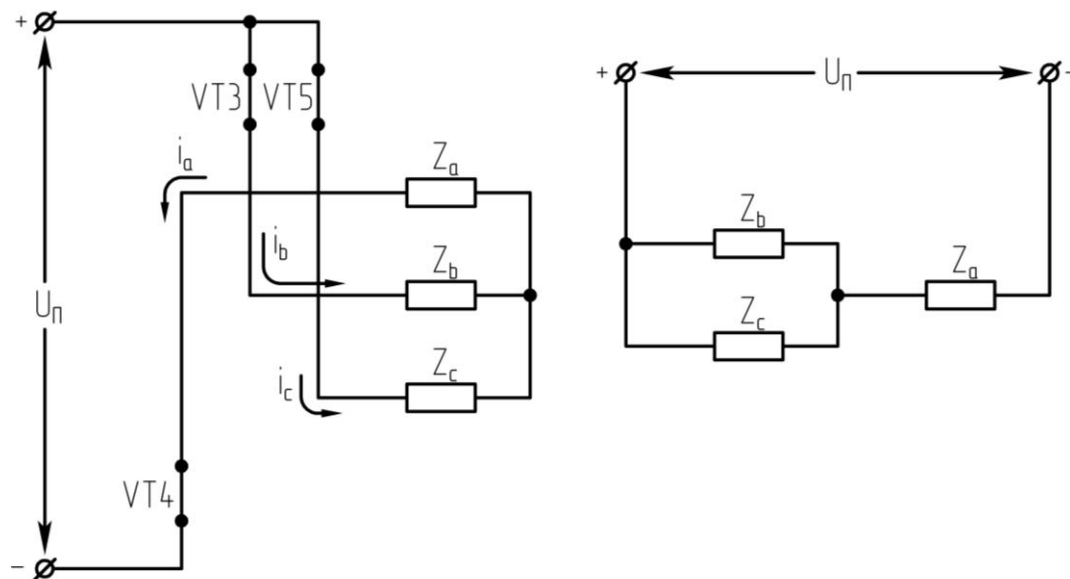 +
VT3 VT5
i_a
Z_a
i_b
Z_b
U_П
i_c
Z_c
VT4
−
+ U_П -
Z_b
Z_a
Z_c